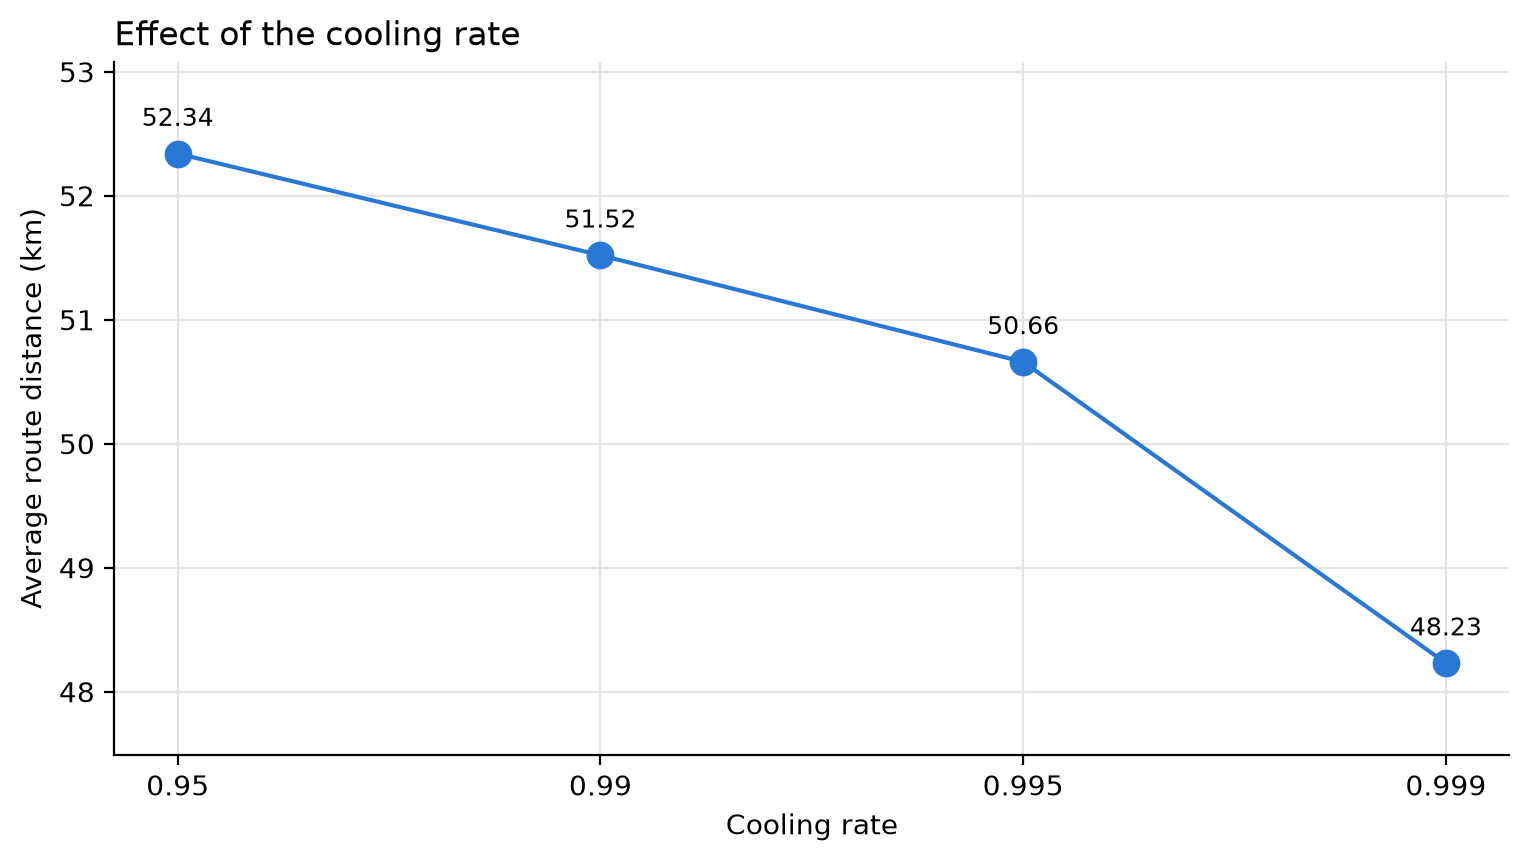 Effect of the cooling rate
53
52
51
50
49
48
Average route distance (km)
52.34
51.52
50.66
48.23
0.95 0.99 0.995 0.999
Cooling rate